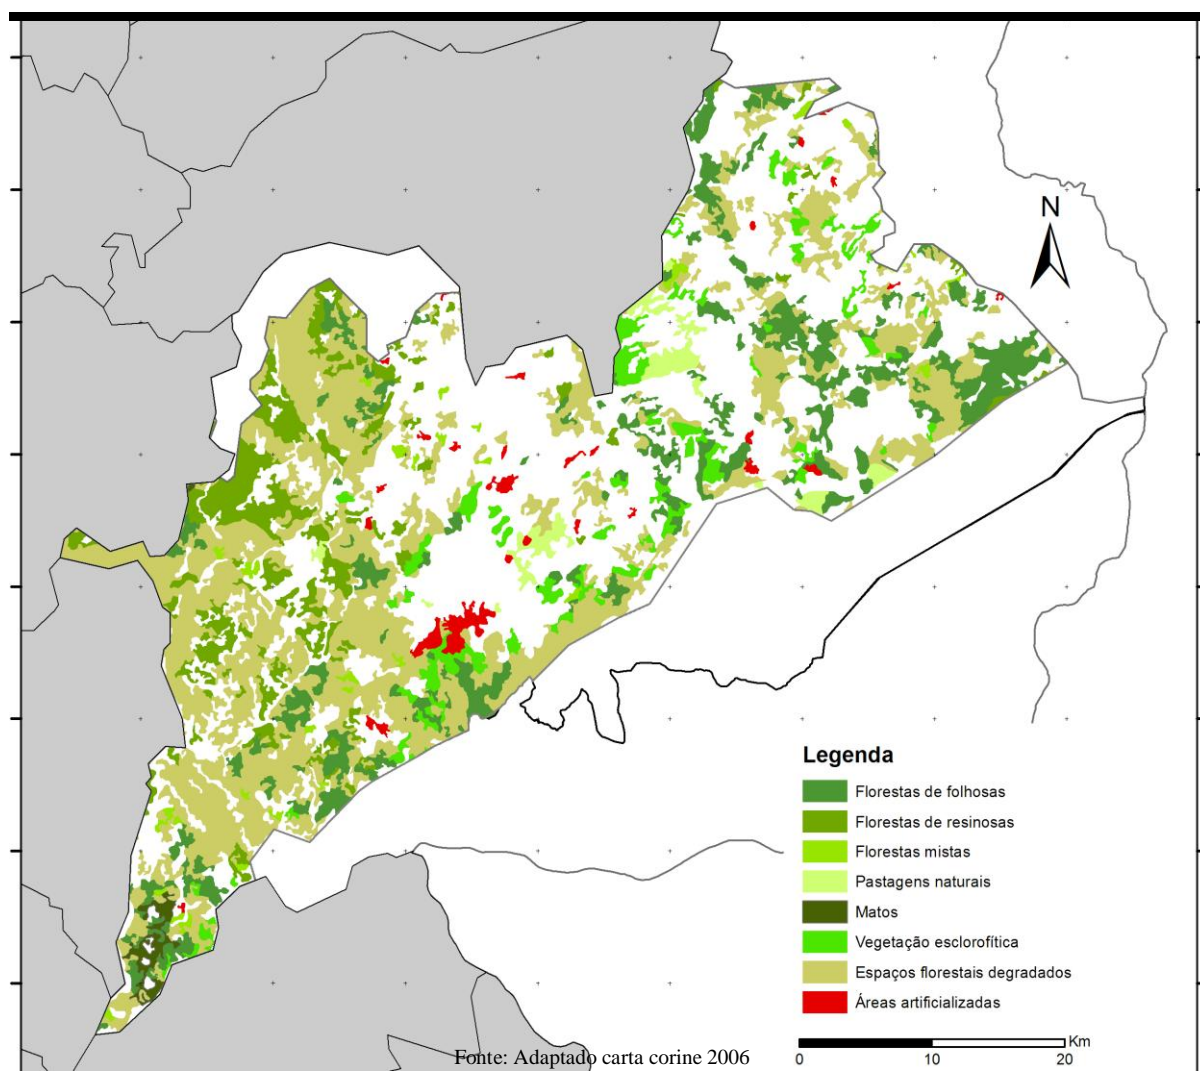 N
Legenda
Florestas de folhosas
Florestas de resinosas
Florestas mistas
Pastagens naturais
Matos
Vegetação esclorofítica
Espaços florestais degradados
Áreas artificializadas
Km
0 10 20
Fonte: Adaptado carta corine 2006